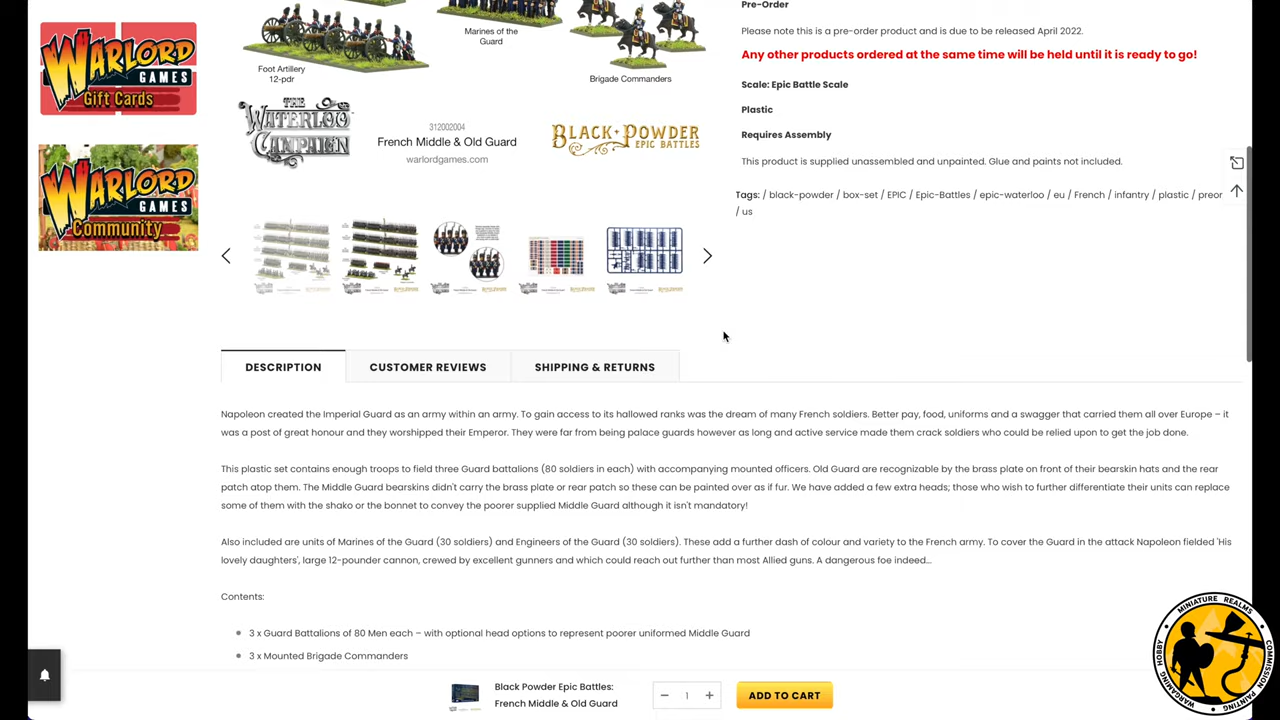 WARLORD
GAMES
Gift Cards
WARLORD
GAMES
Community
Foot Artillery
12-pdr
Marines of the
Guard
Brigade Commanders
THE
WATERLOO
CAMPAIGN
312002004
French Middle & Old Guard
warlordgames.com
BLACK POWDER
EPIC BATTLES
Pre-Order
Please note this is a pre-order product and is due to be released April 2022.
Any other products ordered at the same time will be held until it is ready to go!
Scale: Epic Battle Scale
Plastic
Requires Assembly
This product is supplied unassembled and unpainted. Glue and paints not included.
Tags: / black-powder / box-set / EPIC / Epic-Battles / epic-waterloo / eu / French / infantry / plastic / preor
/ us
DESCRIPTION
CUSTOMER REVIEWS
SHIPPING & RETURNS
Napoleon created the Imperial Guard as an army within an army. To gain access to its hallowed ranks was the dream of many French soldiers. Better pay, food, uniforms and a swagger that carried them all over Europe – it
was a post of great honour and they worshipped their Emperor. They were far from being palace guards however as long and active service made them crack soldiers who could be relied upon to get the job done.
This plastic set contains enough troops to field three Guard battalions (80 soldiers in each) with accompanying mounted officers. Old Guard are recognizable by the brass plate on front of their bearskin hats and the rear
patch atop them. The Middle Guard bearskins didn't carry the brass plate or rear patch so these can be painted over as if fur. We have added a few extra heads; those who wish to further differentiate their units can replace
some of them with the shako or the bonnet to convey the poorer supplied Middle Guard although it isn't mandatory!
Also included are units of Marines of the Guard (30 soldiers) and Engineers of the Guard (30 soldiers). These add a further dash of colour and variety to the French army. To cover the Guard in the attack Napoleon fielded 'His
lovely daughters', large 12-pounder cannon, crewed by excellent gunners and which could reach out further than most Allied guns. A dangerous foe indeed...
Contents:
3 x Guard Battalions of 80 Men each – with optional head options to represent poorer uniformed Middle Guard
3 x Mounted Brigade Commanders
Black Powder Epic Battles:
French Middle & Old Guard
1
ADD TO CART
MINIATURE REALMS
COMMISSION PAINTING
WARGAMING HOBBY